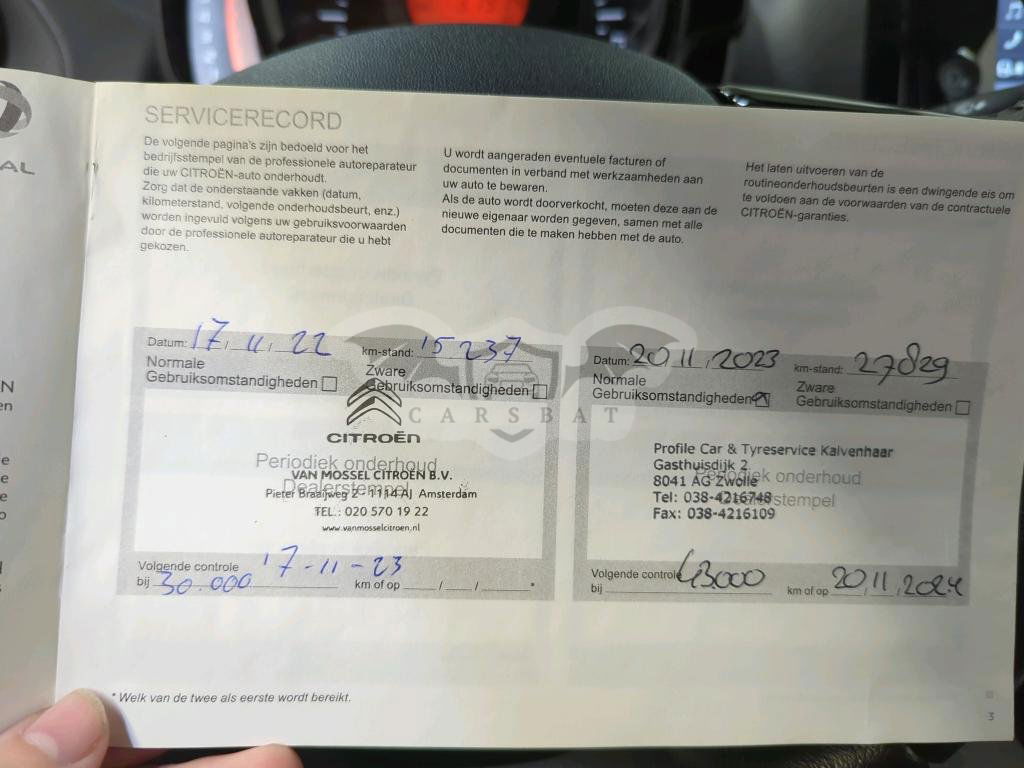 AL
SERVICERECORD
De volgende pagina's zijn bedoeld voor het
bedrijfsstempel van de professionele autoreparateur
die uw CITROËN-auto onderhoudt.
Zorg dat de onderstaande vakken (datum,
kilometerstand, volgende onderhoudsbeurt, enz.)
worden ingevuld volgens uw gebruiksvoorwaarden
door de professionele autoreparateur die u hebt
gekozen.
U wordt aangeraden eventuele facturen of
documenten in verband met werkzaamheden aan
uw auto te bewaren.
Als de auto wordt doorverkocht, moeten deze aan de
nieuwe eigenaar worden gegeven, samen met alle
documenten die te maken hebben met de auto.
Het laten uitvoeren van de
routineonderhoudsbeurten is een dwingende eis om
te voldoen aan de voorwaarden van de contractuele
CITROËN-garanties.
Datum: 17, 11, 22 km-stand: 15237
Normale Gebruiksomstandigheden
Zware Gebruiksomstandigheden
CITROËN
Periodiek onderhoud
Dealerstempel
VAN MOSSEL CITROËN B.V.
Pieter Braaijweg 2 - 1114 AJ Amsterdam
TEL.: 020 570 19 22
www.vanmosselcitroen.nl
Volgende controle 17-11-23
bij 30.000 km of op / / *
Datum: 20, 11, 2023 km-stand: 27829
Normale Gebruiksomstandigheden
Zware Gebruiksomstandigheden
Profile Car & Tyreservice Kalvenhaar
Gasthuisdijk 2
8041 AG Zwolle
Tel: 038-4216748
Fax: 038-4216109
Periodiek onderhoud
Dealerstempel
Volgende controle 43000
bij km of op 20, 11, 2024
CARSBAT
* Welk van de twee als eerste wordt bereikt.
3